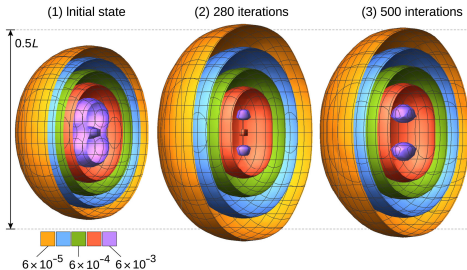 (1) Initial state
(2) 280 iterations
(3) 500 interations
0.5L
6×10⁻⁵ 6×10⁻⁴ 6×10⁻³